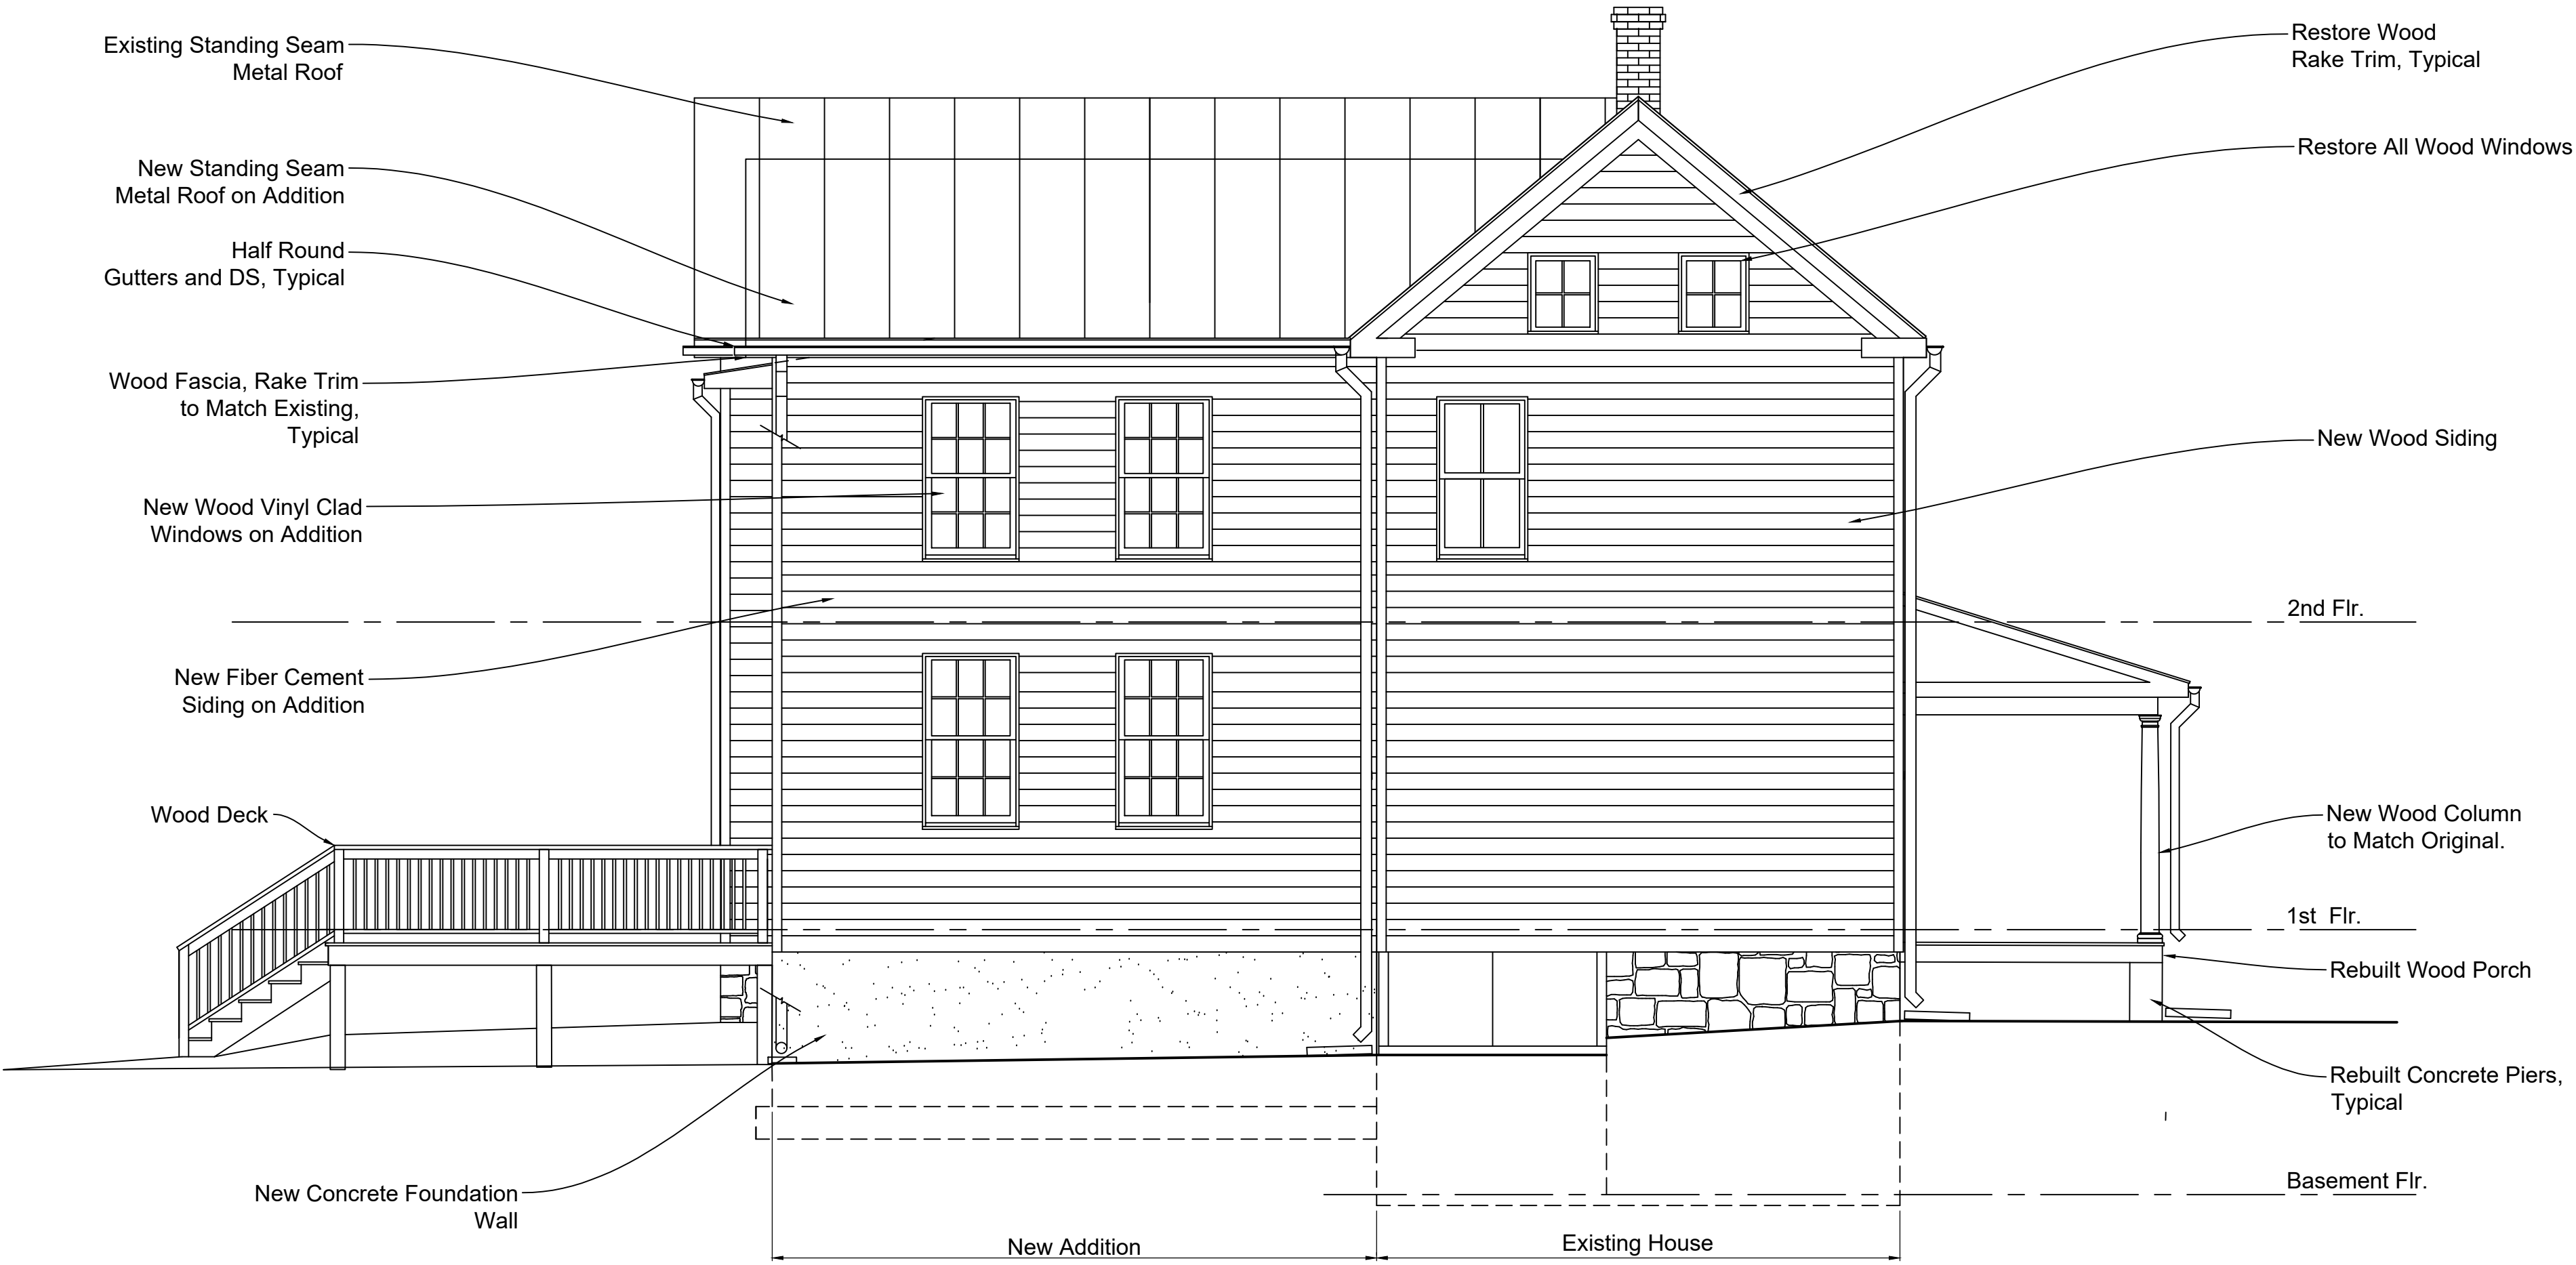 Existing Standing Seam
Metal Roof
New Standing Seam
Metal Roof on Addition
Half Round
Gutters and DS, Typical
Wood Fascia, Rake Trim
to Match Existing,
Typical
New Wood Vinyl Clad
Windows on Addition
New Fiber Cement
Siding on Addition
Wood Deck
New Concrete Foundation
Wall
Restore Wood
Rake Trim, Typical
Restore All Wood Windows
New Wood Siding
2nd Flr.
New Wood Column
to Match Original.
1st Flr.
Rebuilt Wood Porch
Rebuilt Concrete Piers,
Typical
Basement Flr.
New Addition
Existing House